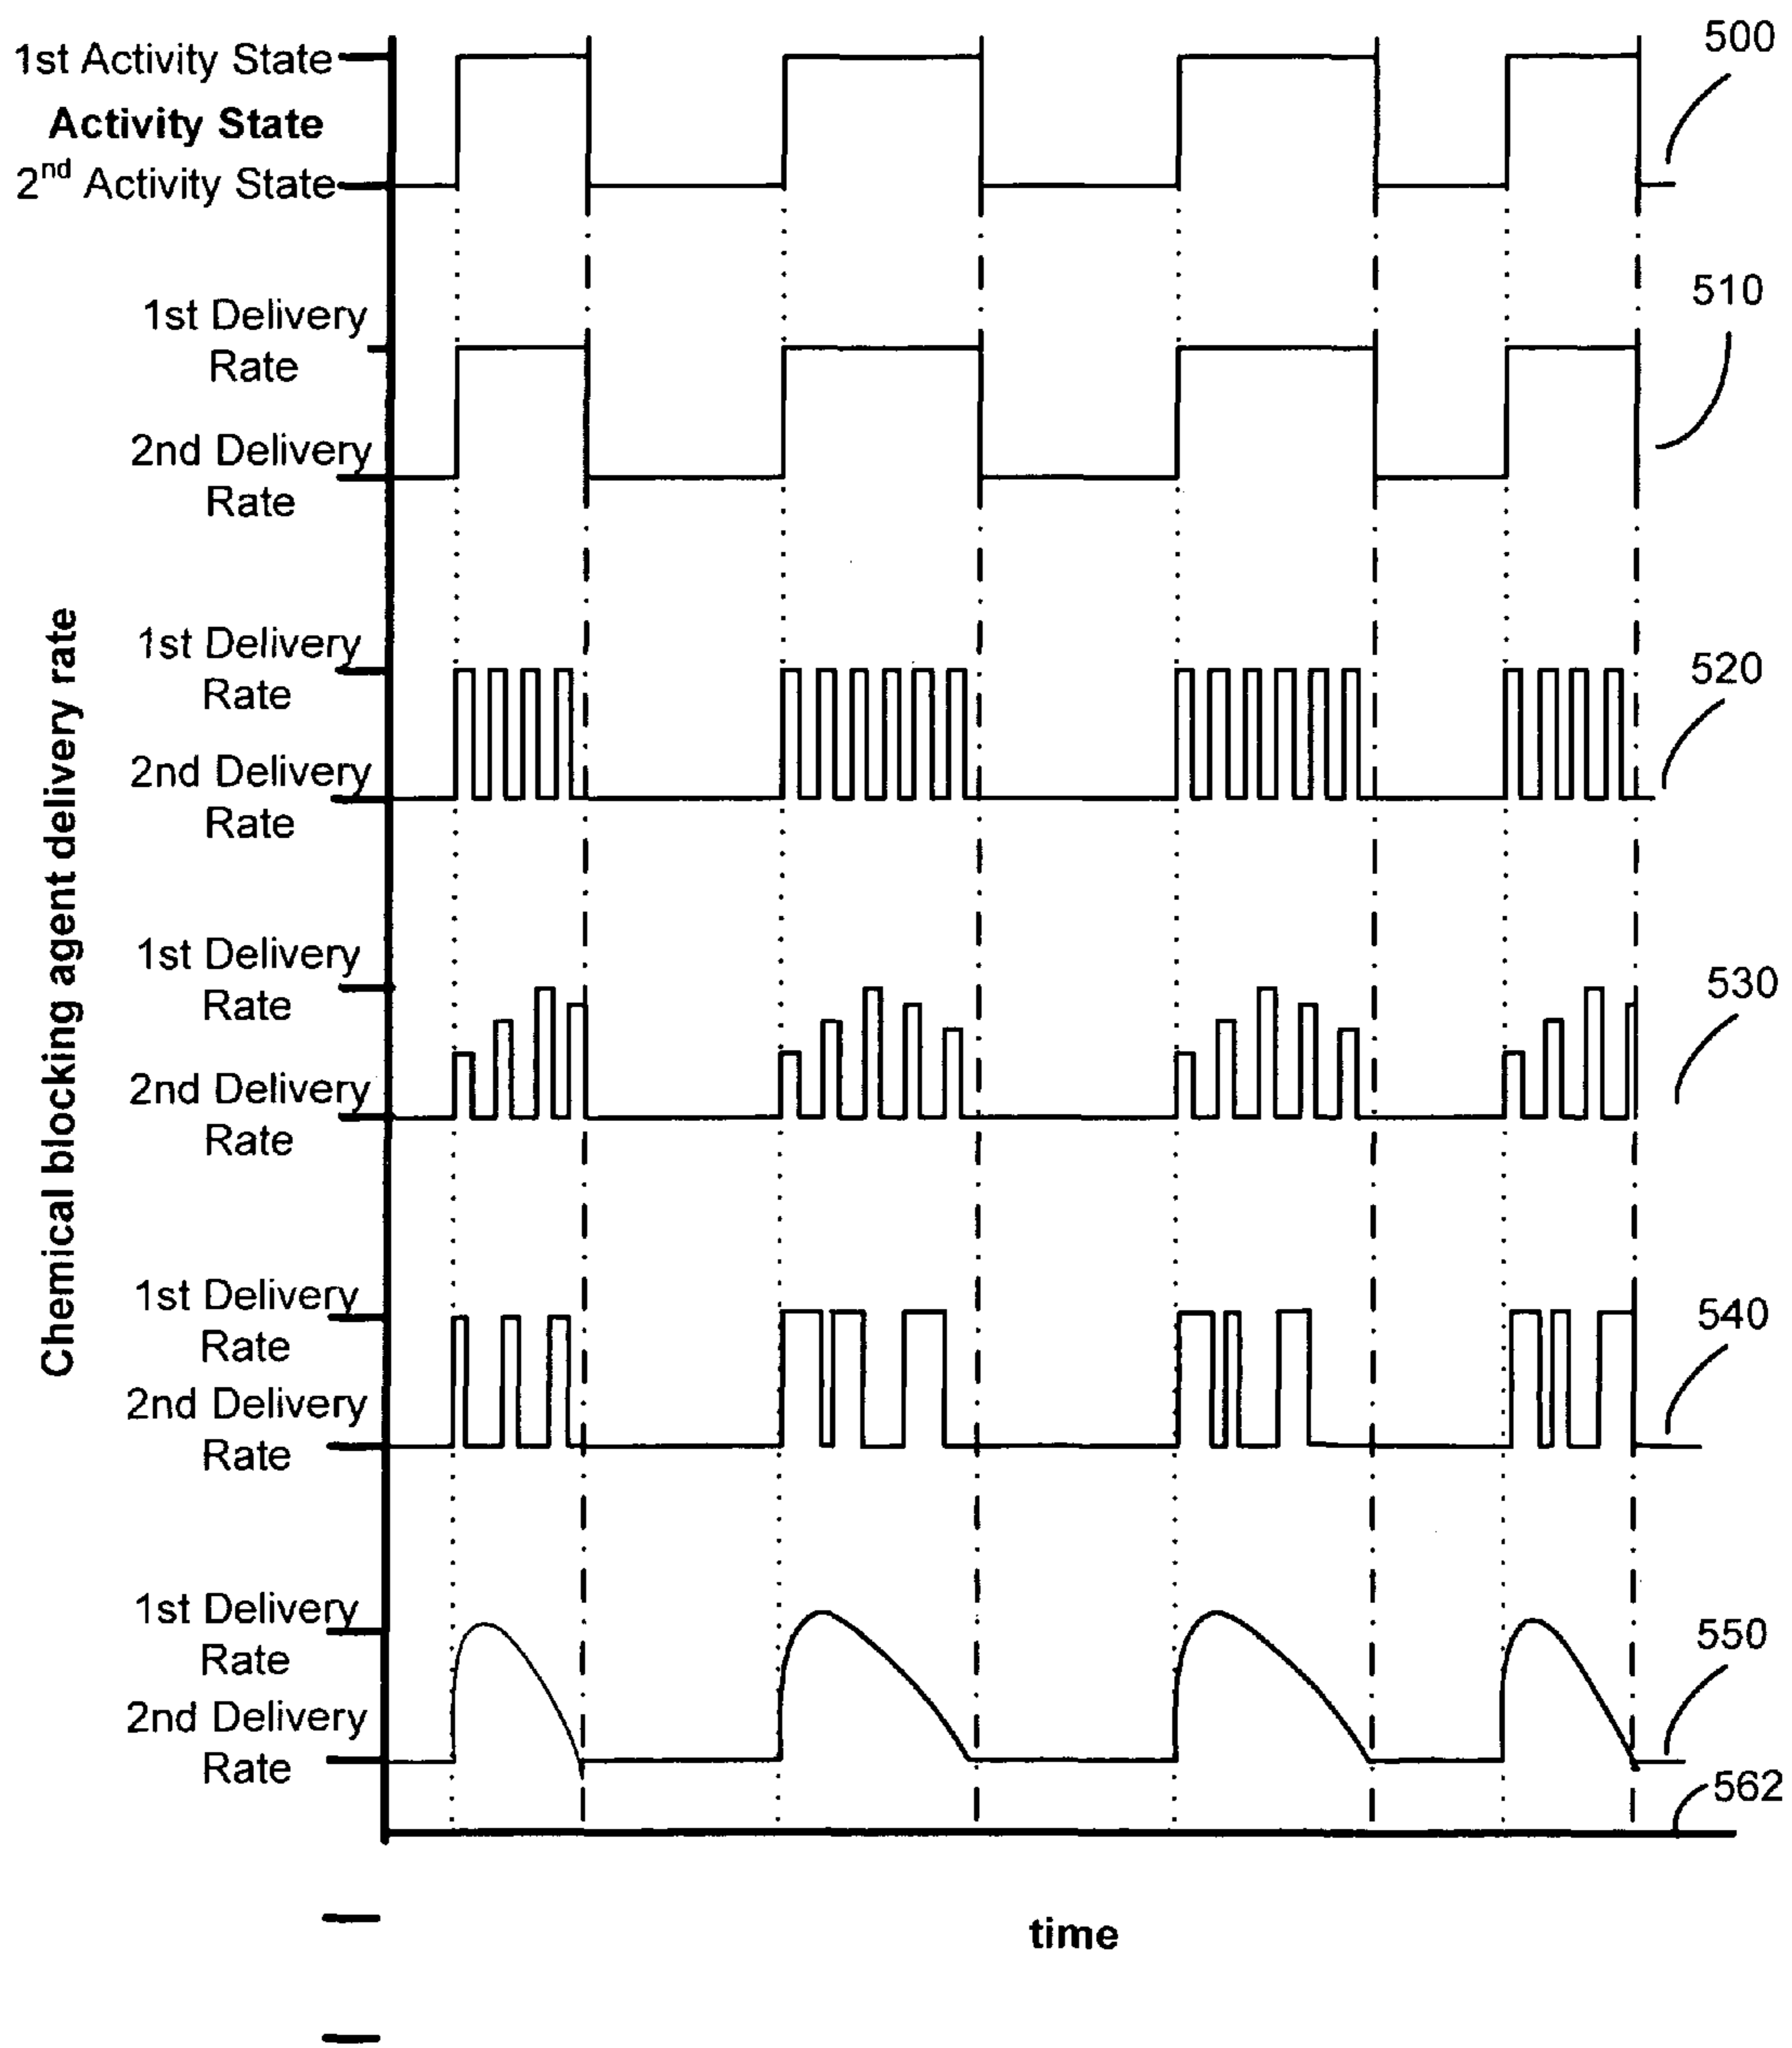 500
1st Activity State
Activity State
2nd Activity State
510
1st Delivery
Rate
2nd Delivery
Rate
Chemical blocking agent delivery rate
520
1st Delivery
Rate
2nd Delivery
Rate
530
1st Delivery
Rate
2nd Delivery
Rate
540
1st Delivery
Rate
2nd Delivery
Rate
550
1st Delivery
Rate
2nd Delivery
Rate
562
time